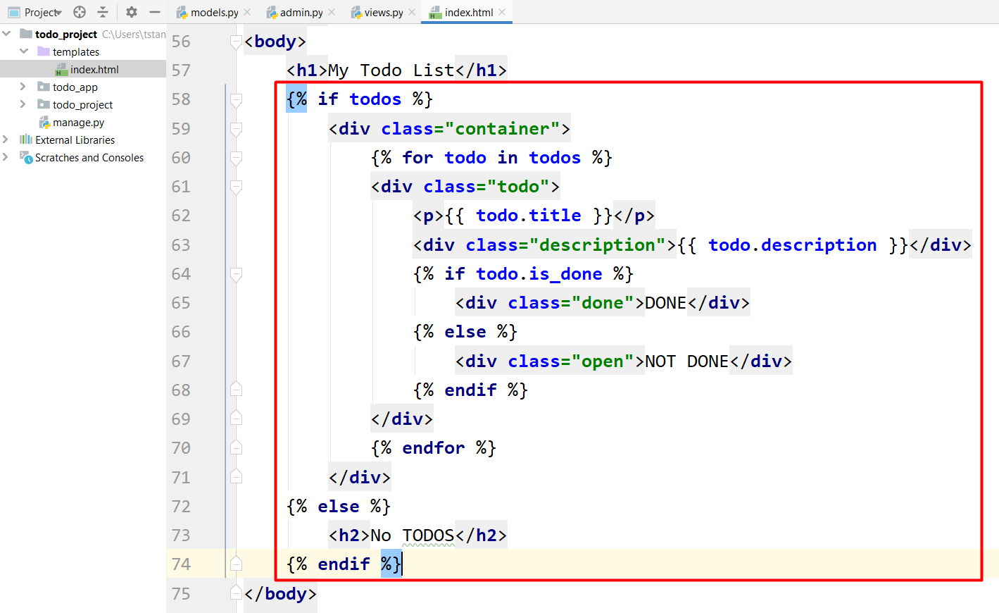 Project
models.py
admin.py
views.py
index.html
todo_project C:\Users\tstan
templates
index.html
todo_app
todo_project
manage.py
External Libraries
Scratches and Consoles
56 <body>
57 <h1>My Todo List</h1>
58 {% if todos %}
59 <div class="container">
60 {% for todo in todos %}
61 <div class="todo">
62 <p>{{ todo.title }}</p>
63 <div class="description">{{ todo.description }}</div>
64 {% if todo.is_done %}
65 <div class="done">DONE</div>
66 {% else %}
67 <div class="open">NOT DONE</div>
68 {% endif %}
69 </div>
70 {% endfor %}
71 </div>
72 {% else %}
73 <h2>No TODOS</h2>
74 {% endif %}
75 </body>